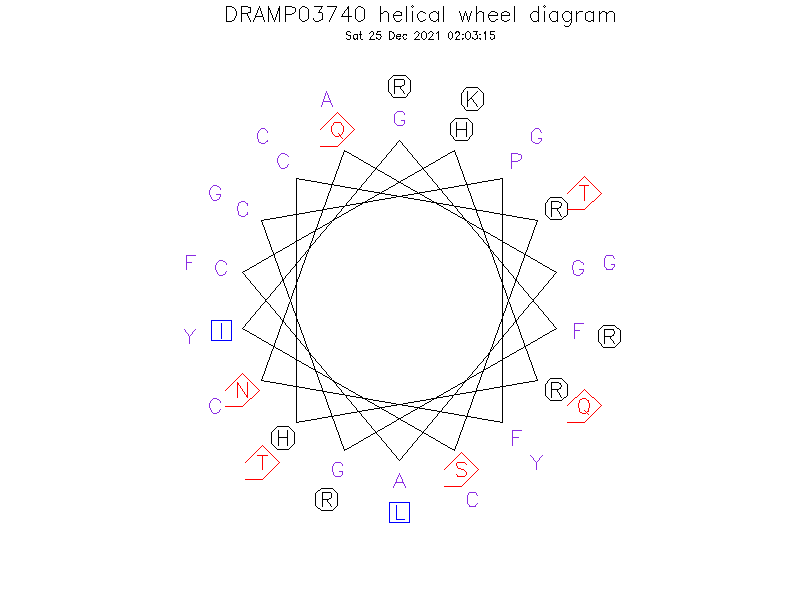 DRAMP03740 helical wheel diagram
Sat 25 Dec 2021 02:03:15
R
A K
Q G H
C G
C P
G T
C R
F C G G
Y I F R
N R
C Q
H F
T Y
G S
A
R C
L